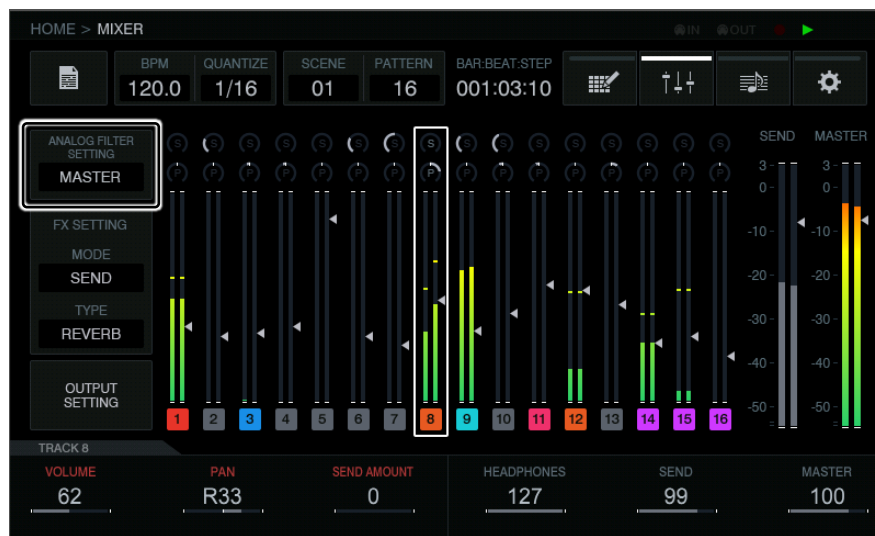 HOME > MIXER
IN OUT
BPM QUANTIZE SCENE PATTERN BAR:BEAT:STEP
120.0 1/16 01 16 001:03:10
ANALOG FILTER
SETTING
MASTER
FX SETTING
MODE
SEND
TYPE
REVERB
OUTPUT
SETTING
S S S S S S S S S S S S S S S S
P P P P P P P P P P P P P P P P
1 2 3 4 5 6 7 8 9 10 11 12 13 14 15 16
SEND MASTER
3 3
0 0
-10 -10
-20 -20
-30 -30
-40 -40
-50 -50
TRACK 8
VOLUME PAN SEND AMOUNT HEADPHONES SEND MASTER
62 R33 0 127 99 100